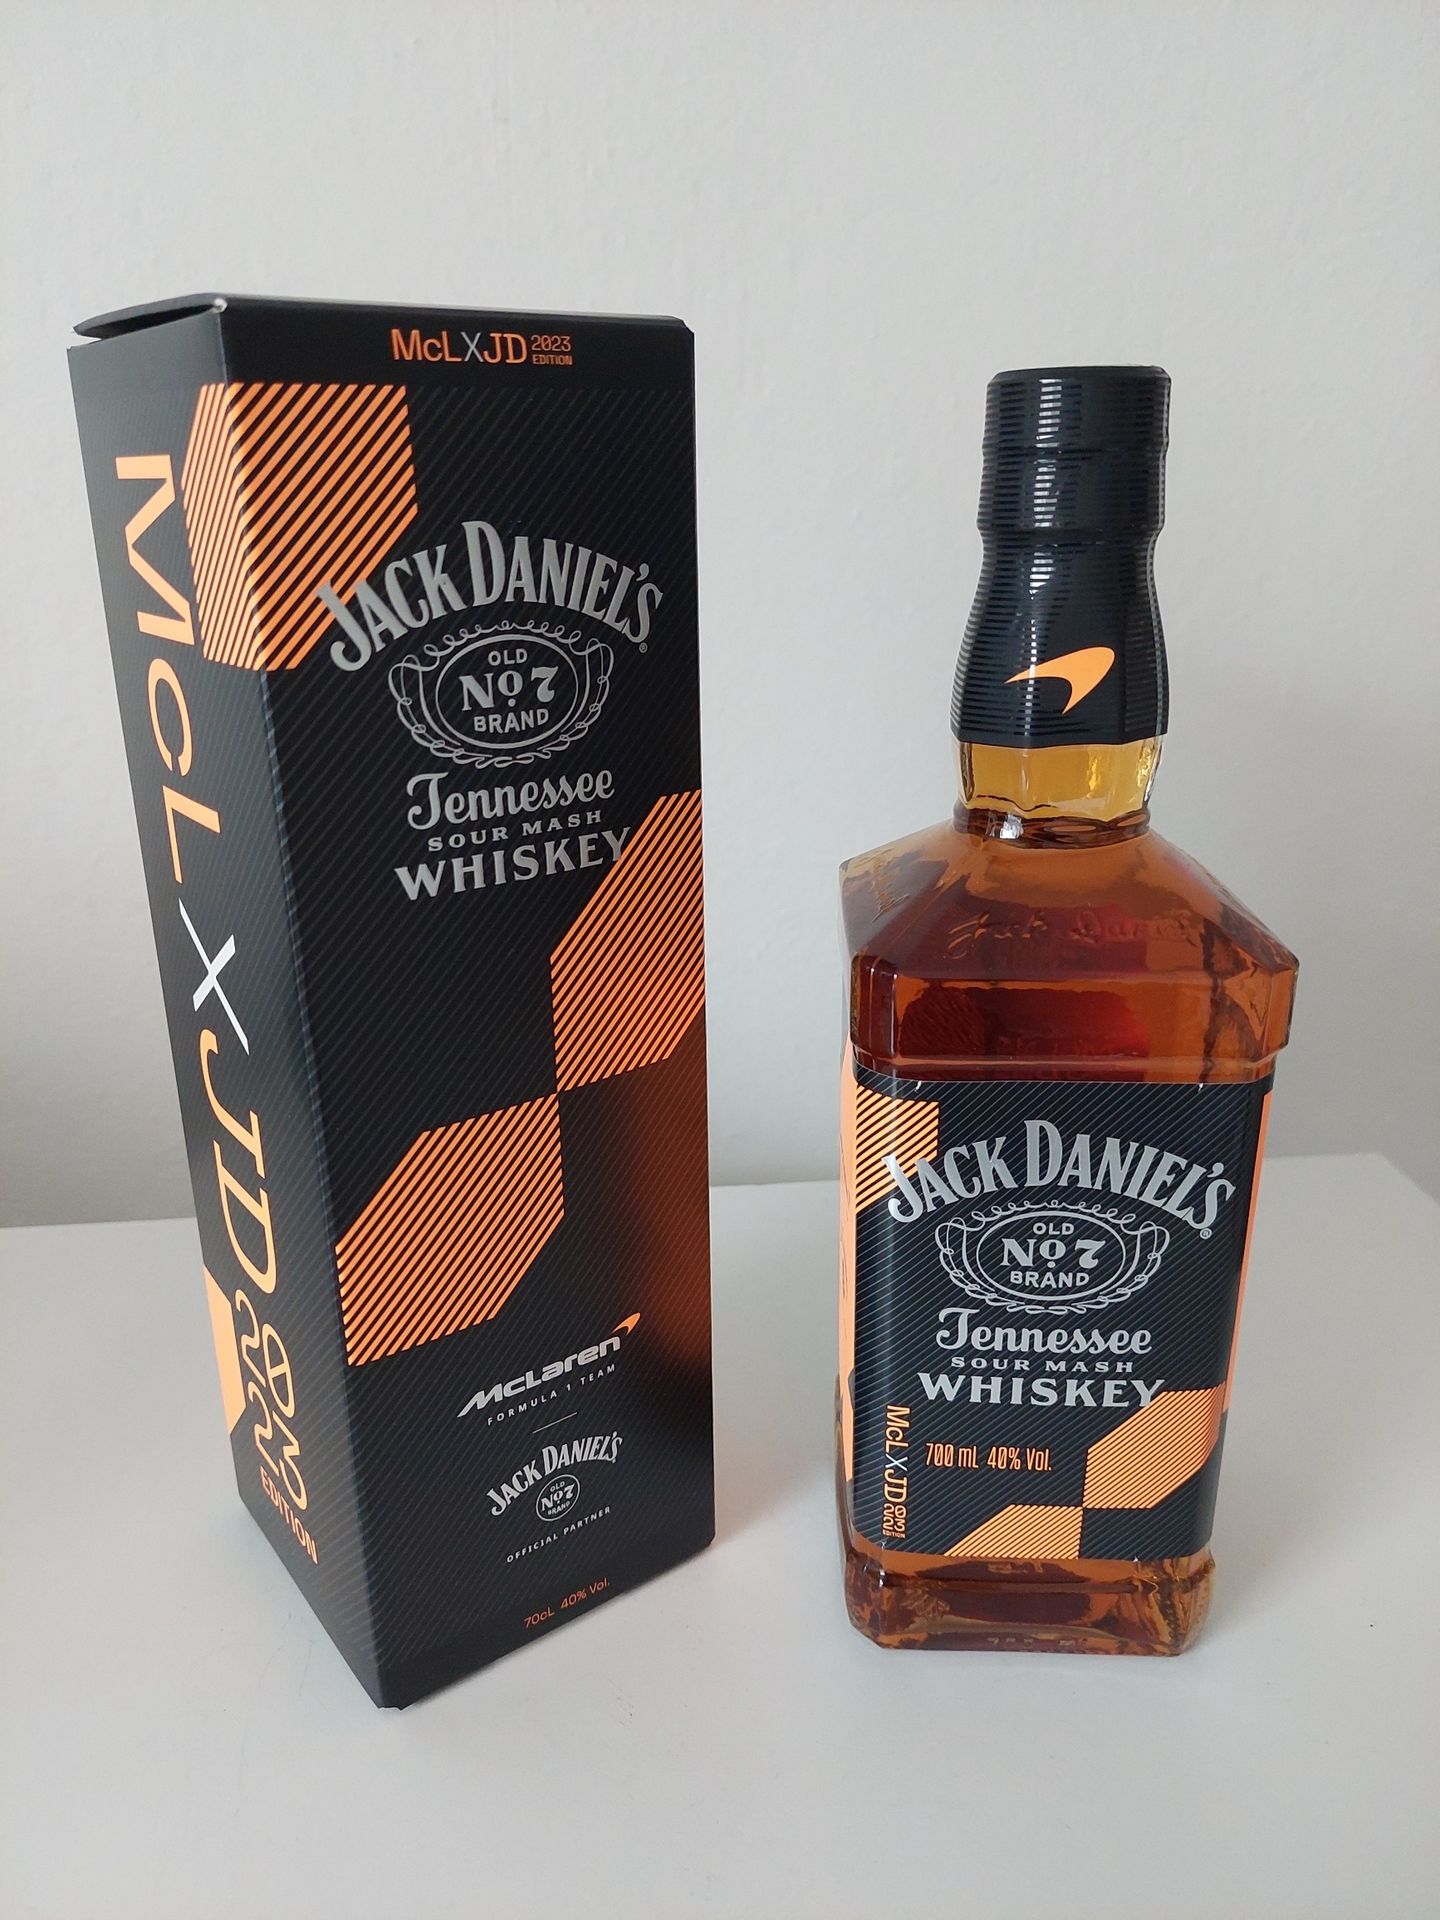 McLXJD 2023
EDITION
JACK DANIEL'S
OLD
Nº 7
BRAND
Tennessee
SOUR MASH
WHISKEY
McLaren
FORMULA 1 TEAM
JACK DANIEL'S
OLD
Nº 7
BRAND
OFFICIAL PARTNER
70cL 40% Vol.
McLXJD 2023
EDITION
Jack Daniel
JACK DANIEL'S
OLD
Nº 7
BRAND
Tennessee
SOUR MASH
WHISKEY
700 mL 40% Vol.
McLXJD 2023
EDITION